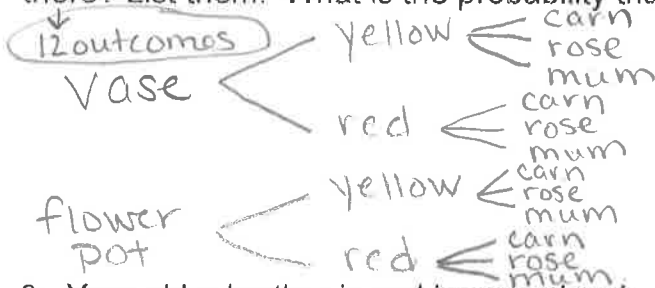 there? List them. What is the probability tha
12 outcomes
vase
yellow
carn
rose
mum
red
carn
rose
mum
flower
pot
yellow
carn
rose
mum
red
carn
rose
mum